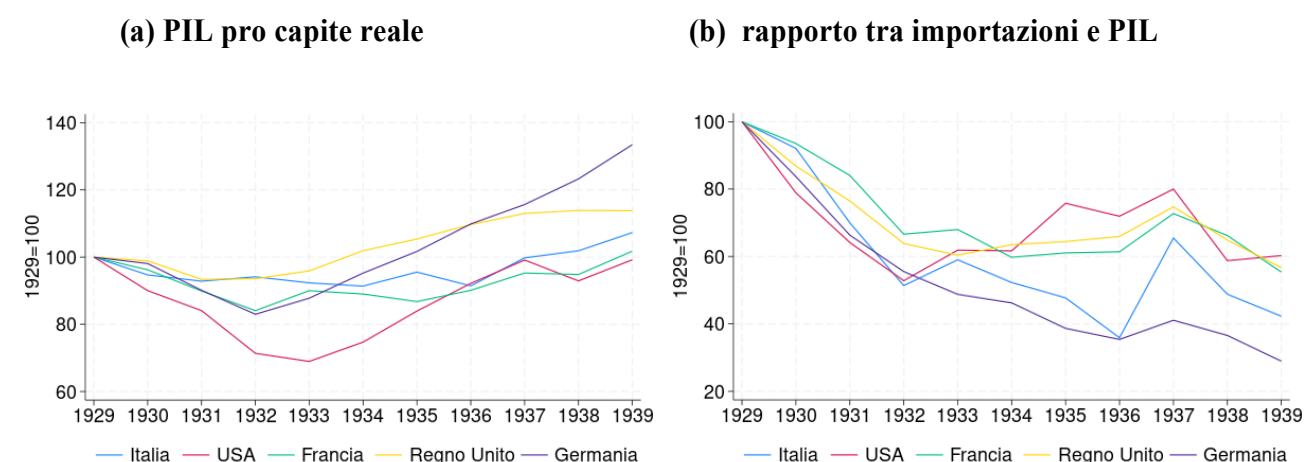 (a) PIL pro capite reale
(b) rapporto tra importazioni e PIL
1929=100
140
120
100
80
60
1929 1930 1931 1932 1933 1934 1935 1936 1937 1938 1939
Italia USA Francia Regno Unito Germania
1929=100
100
80
60
40
20
1929 1930 1931 1932 1933 1934 1935 1936 1937 1938 1939
Italia USA Francia Regno Unito Germania